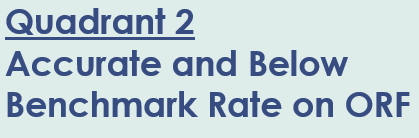 Quadrant 2
Accurate and Below
Benchmark Rate on ORF